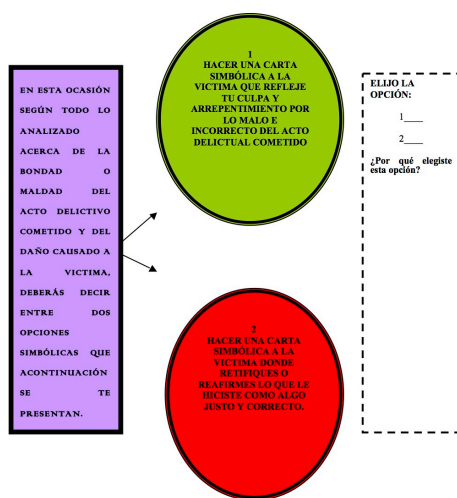 EN ESTA OCASIÓN
SEGÚN TODO LO
ANALIZADO
ACERCA DE LA
BONDAD O
MALDAD DEL
ACTO DELICTIVO
COMETIDO Y DEL
DAÑO CAUSADO A
LA VICTIMA,
DEBERÁS DECIR
ENTRE DOS
OPCIONES
SIMBÓLICAS QUE
ACONTINUACIÓN
SE TE
PRESENTAN.
1
HACER UNA CARTA
SIMBÓLICA A LA
VICTIMA QUE REFLEJE
TU CULPA Y
ARREPENTIMIENTO POR
LO MALO E
INCORRECTO DEL ACTO
DELICTUAL COMETIDO
2
HACER UNA CARTA
SIMBÓLICA A LA
VICTIMA DONDE
RETIFIQUES O
REAFIRMES LO QUE LE
HICISTE COMO ALGO
JUSTO Y CORRECTO.
ELIJO LA
OPCIÓN:
1____
2____
¿Por qué elegiste
esta opción?